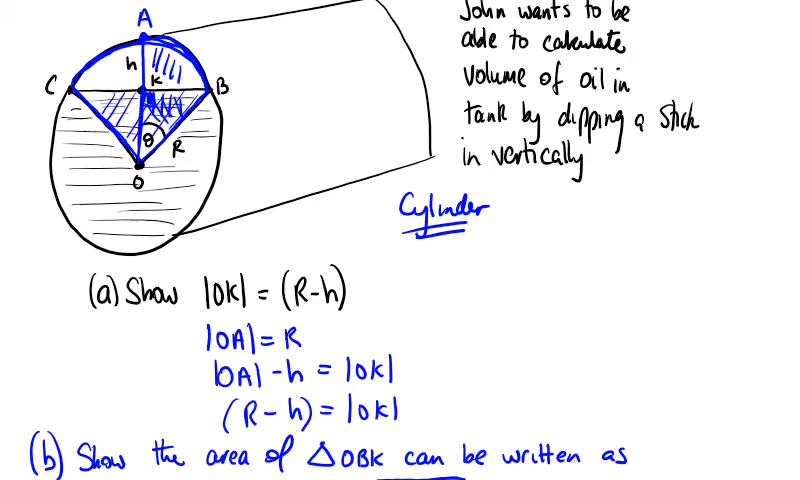 John wants to be
able to calculate
volume of oil in
tank by dipping a stick
in vertically
A
h
C
K
B
θ
R
O
Cylinder
(a) Show |OK| = (R-h)
|OA| = R
|OA| - h = |OK|
(R - h) = |OK|
(b) Show the area of △OBK can be written as